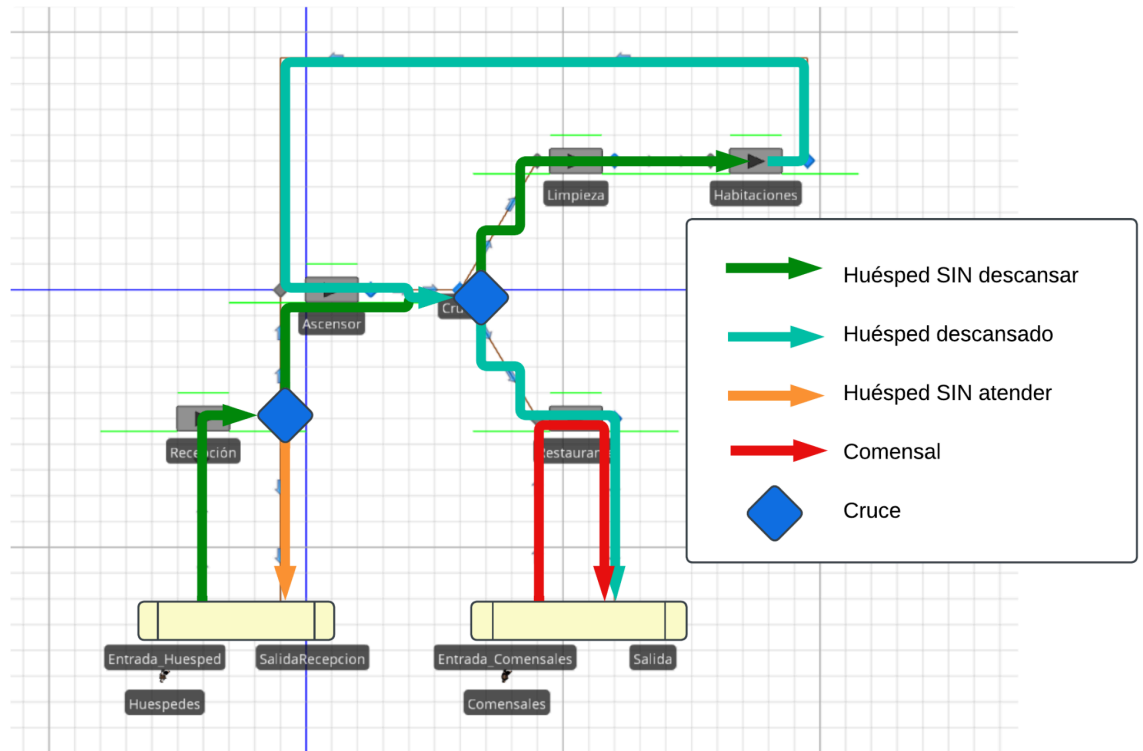 Limpieza
Habitaciones
Huésped SIN descansar
Ascensor
Huésped descansado
Huésped SIN atender
Recepción
Comensal
Cruce
Entrada_Huesped
SalidaRecepcion
Entrada_Comensales
Salida
Huespedes
Comensales